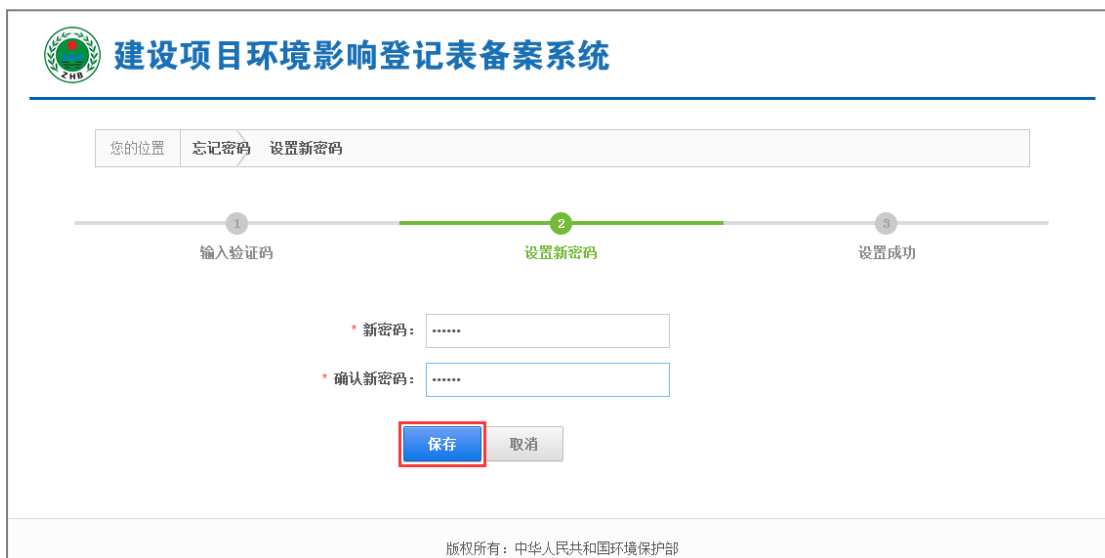 ZHB
建设项目环境影响登记表备案系统
您的位置 忘记密码 设置新密码
1 2 3
输入验证码 设置新密码 设置成功
* 新密码： ••••••
* 确认新密码： ••••••
保存 取消
版权所有：中华人民共和国环境保护部